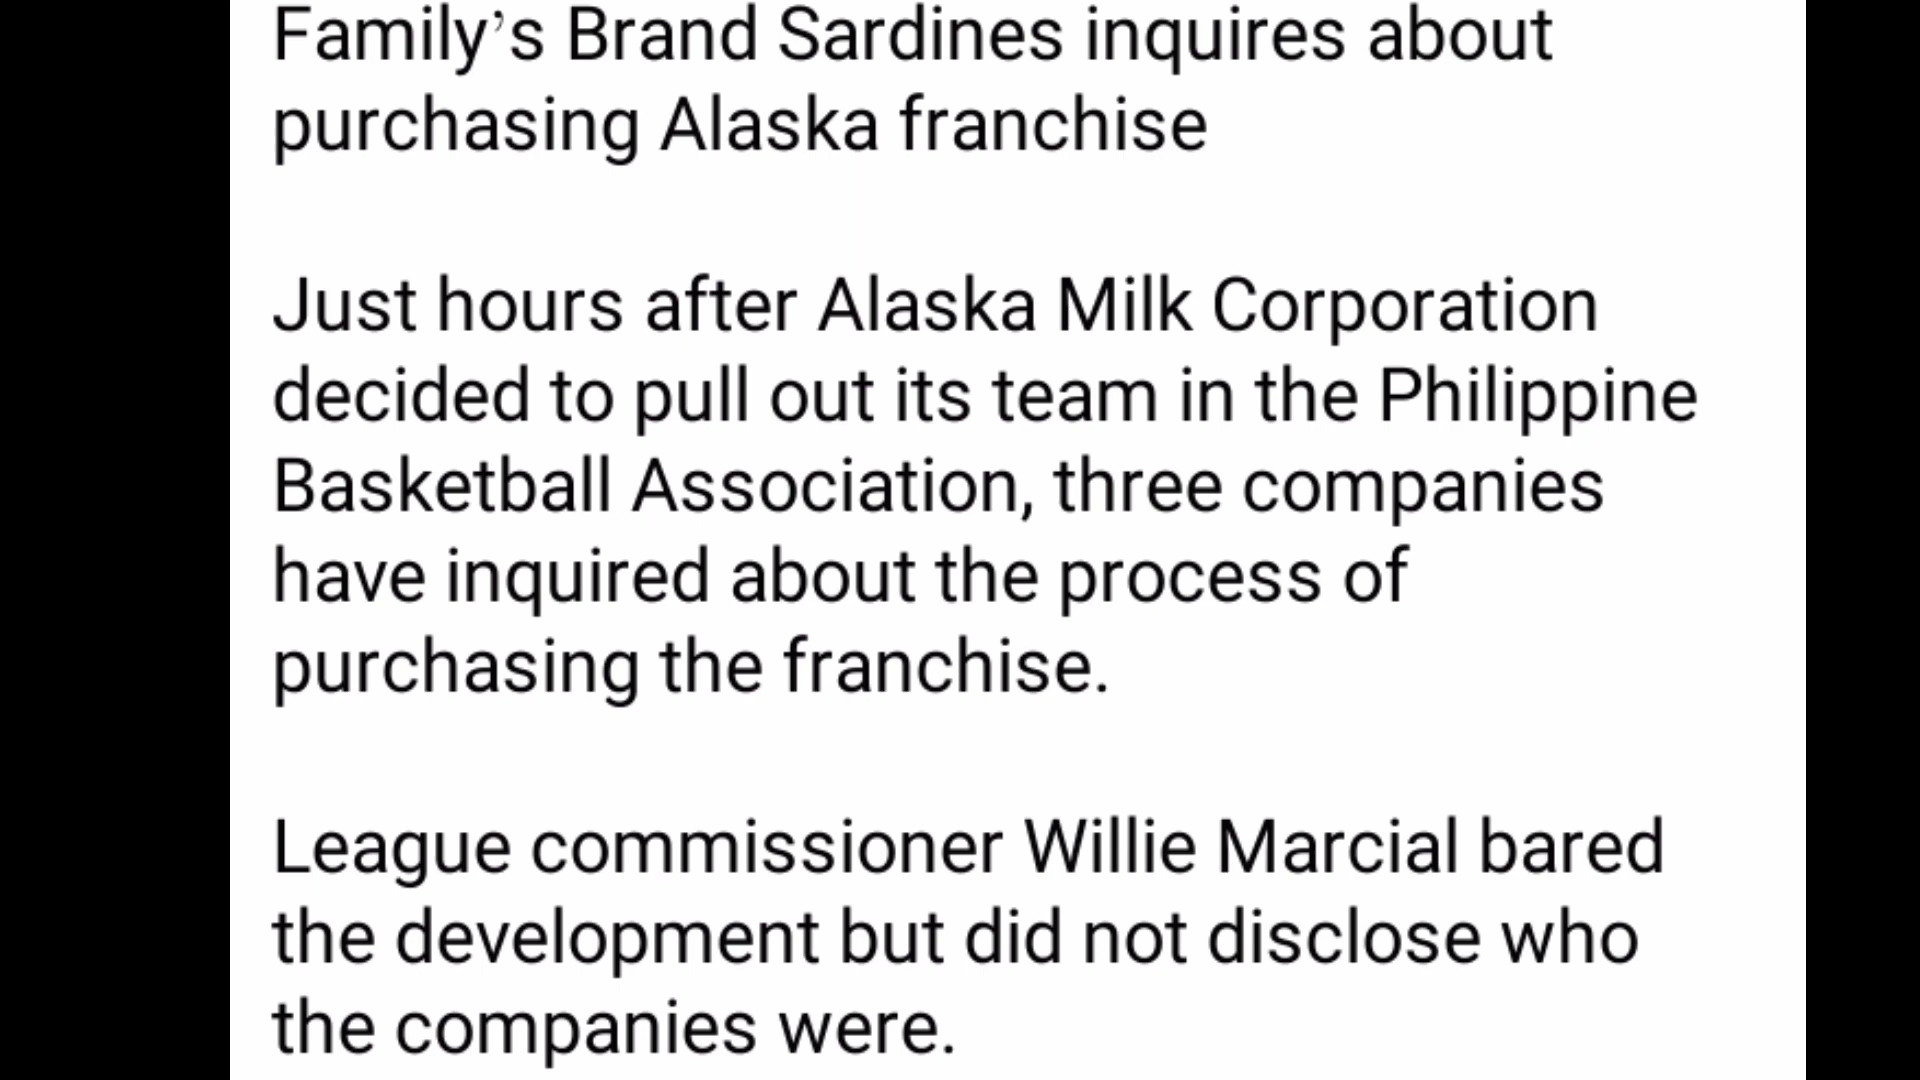 Family’s Brand Sardines inquires about
purchasing Alaska franchise
Just hours after Alaska Milk Corporation
decided to pull out its team in the Philippine
Basketball Association, three companies
have inquired about the process of
purchasing the franchise.
League commissioner Willie Marcial bared
the development but did not disclose who
the companies were.